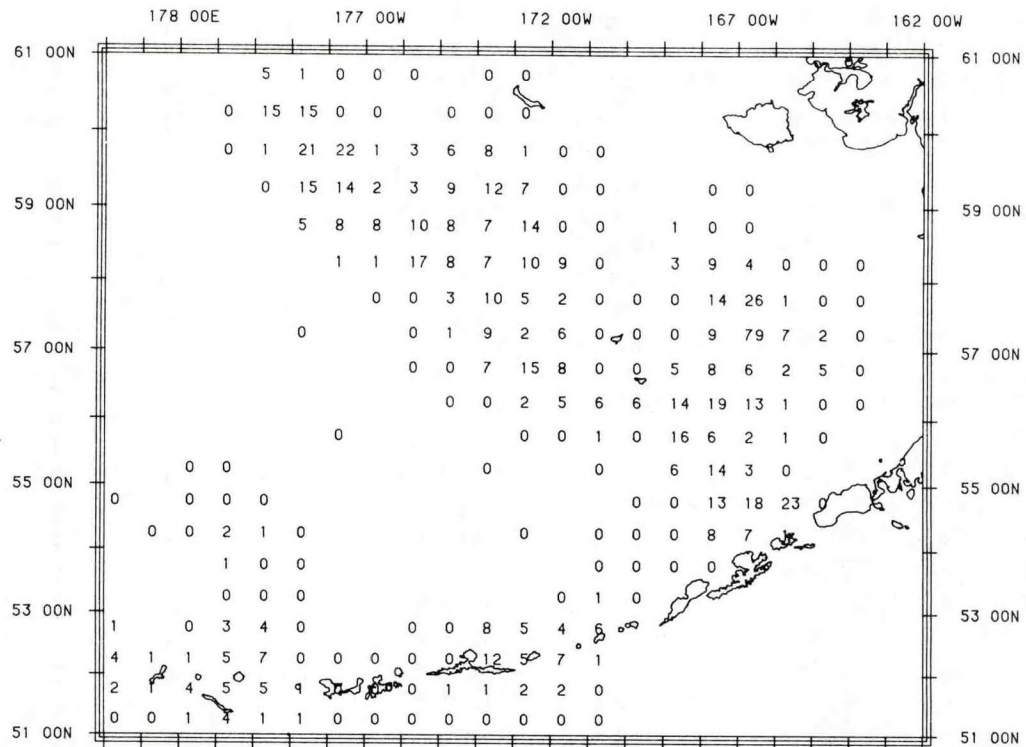 178 00E 177 00W 172 00W 167 00W 162 00W
61 00N 61 00N
5 1 0 0 0 0 0
0 15 15 0 0 0 0 0
0 1 21 22 1 3 6 8 1 0 0
0 15 14 2 3 9 12 7 0 0 0 0
59 00N 59 00N
5 8 8 10 8 7 14 0 0 1 0 0
1 1 17 8 7 10 9 0 3 9 4 0 0 0
0 0 3 10 5 2 0 0 0 14 26 1 0 0
0 0 1 9 2 6 0 0 0 9 79 7 2 0
57 00N 57 00N
0 0 7 15 8 0 0 5 8 6 2 5 0
0 0 2 5 6 6 14 19 13 1 0 0
0 0 0 1 0 16 6 2 1 0
0 0 0 0 6 14 3 0
55 00N 55 00N
0 0 0 0 0 0 13 18 23 0
0 0 2 1 0 0 0 0 0 8 7
1 0 0 0 0 0 0
0 0 0 0 1 0
53 00N 53 00N
1 0 3 4 0 0 0 8 5 4 6
4 1 1 5 7 0 0 0 0 0 12 5 7 1
2 1 4 5 5 9 0 1 1 2 2 0
0 0 1 4 1 1 0 0 0 0 0 0 0 0
51 00N 51 00N